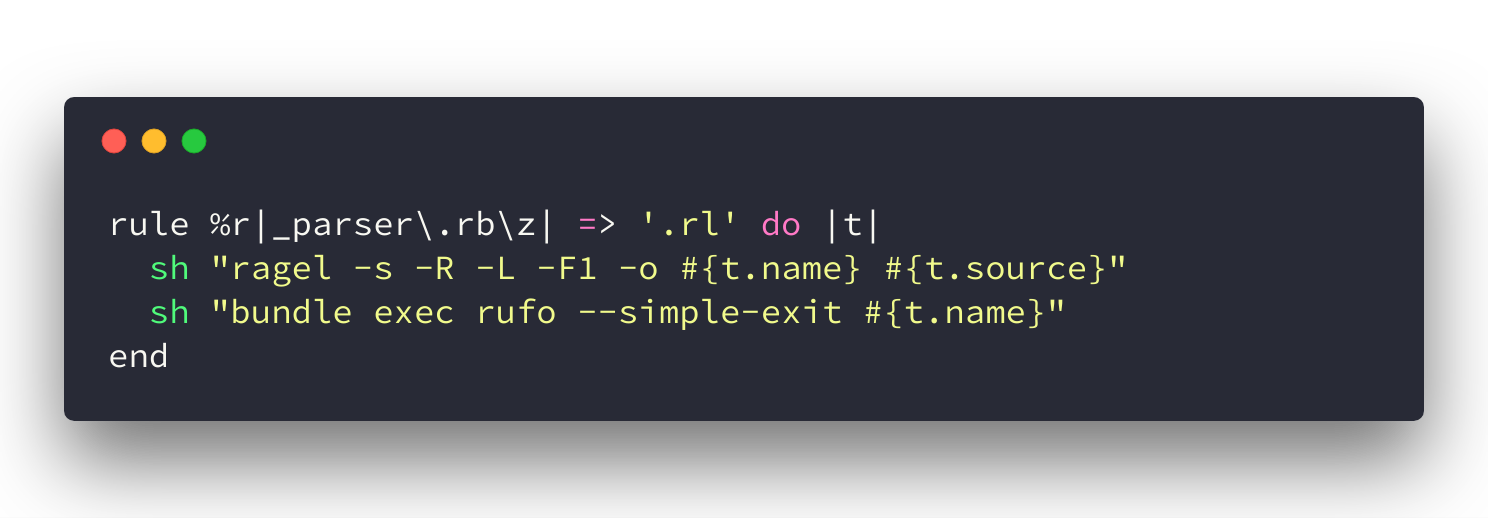 rule %r|_parser\.rb\z| => '.rl' do |t|
  sh "ragel -s -R -L -F1 -o #{t.name} #{t.source}"
  sh "bundle exec rufo --simple-exit #{t.name}"
end